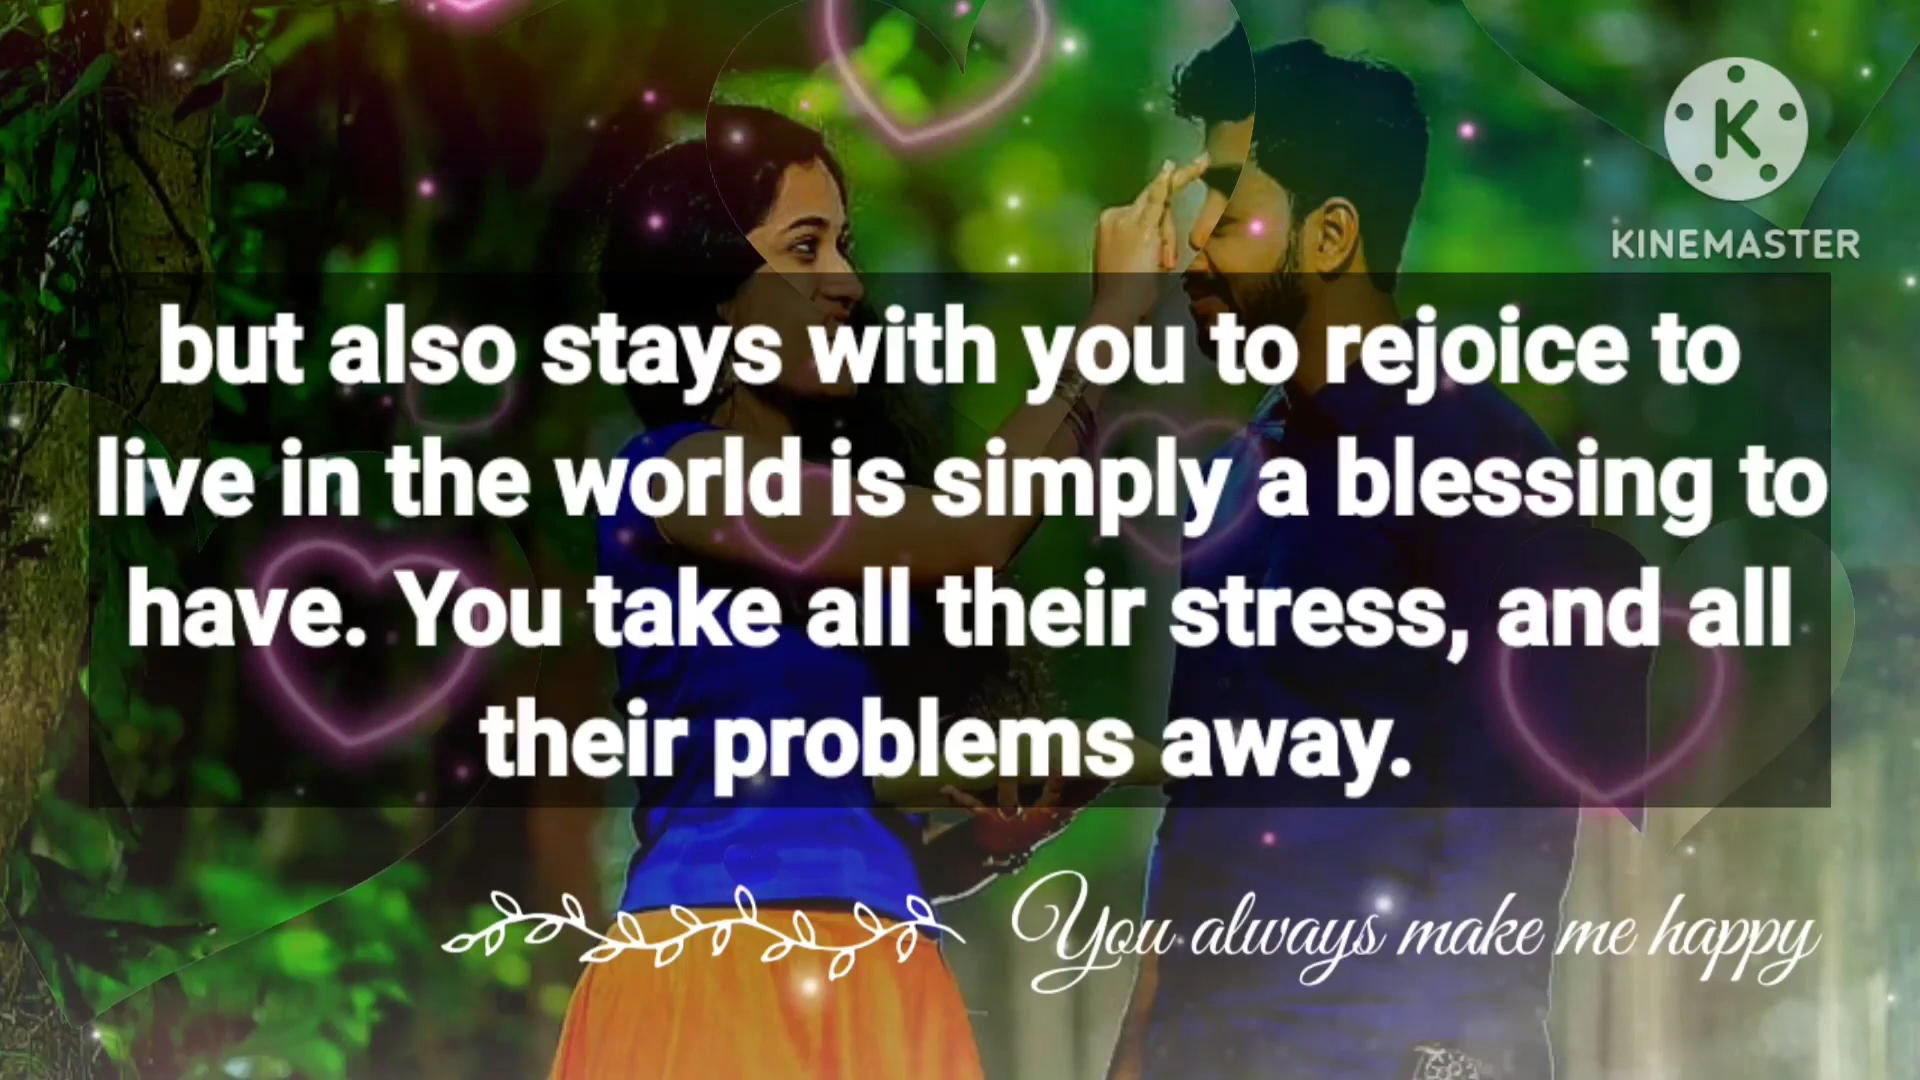 K
KINEMASTER
but also stays with you to rejoice to
live in the world is simply a blessing to
have. You take all their stress, and all
their problems away.
You always make me happy